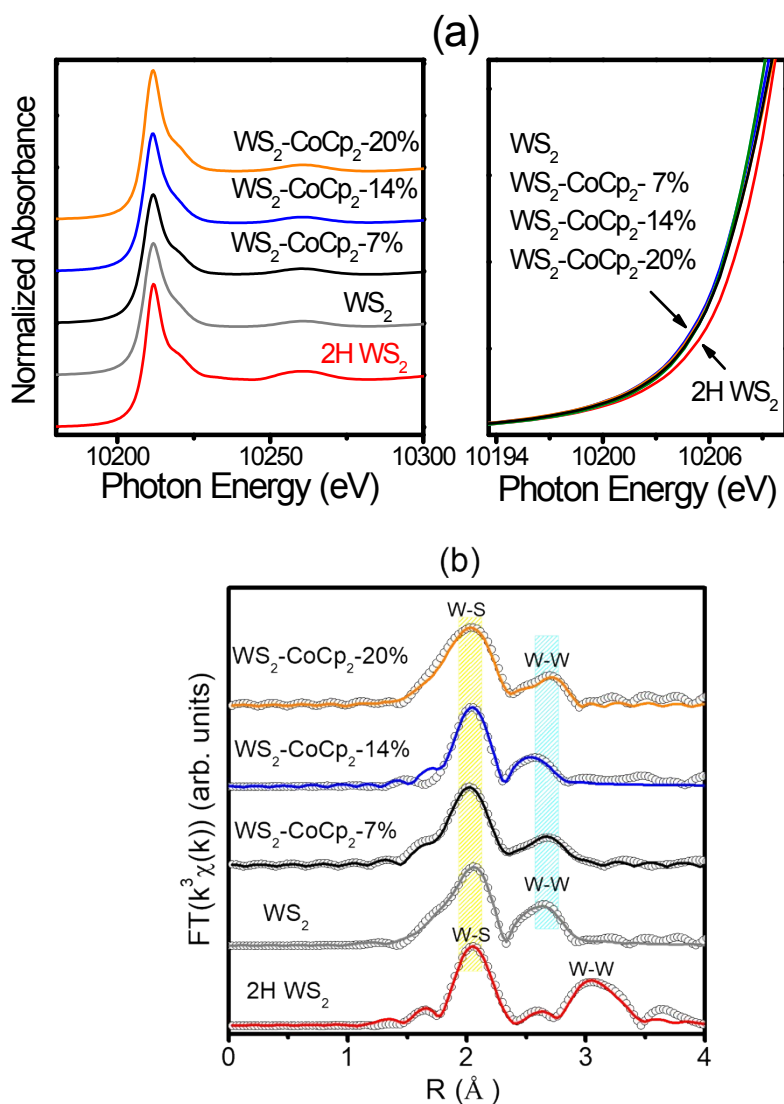 (a)
Normalized Absorbance
WS₂-CoCp₂-20%
WS₂-CoCp₂-14%
WS₂-CoCp₂-7%
WS₂
2H WS₂
10200 10250 10300
Photon Energy (eV)
WS₂
WS₂-CoCp₂- 7%
WS₂-CoCp₂-14%
WS₂-CoCp₂-20%
2H WS₂
10194 10200 10206
Photon Energy (eV)
(b)
FT(k³χ(k)) (arb. units)
W-S
WS₂-CoCp₂-20%
W-W
WS₂-CoCp₂-14%
WS₂-CoCp₂-7%
W-W
WS₂
W-S
W-W
2H WS₂
0 1 2 3 4
R (Å)